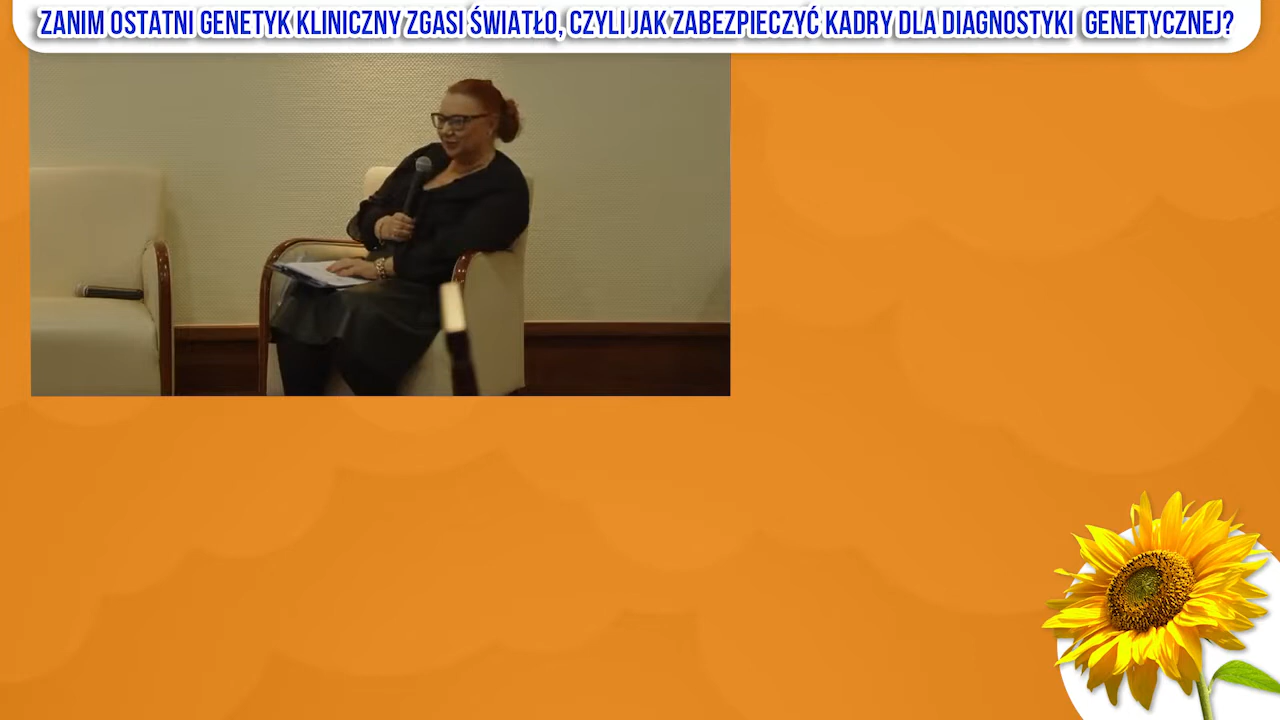 ZANIM OSTATNI GENETYK KLINICZNY ZGASI ŚWIATŁO, CZYLI JAK ZABEZPIECZYĆ KADRY DLA DIAGNOSTYKI GENETYCZNEJ?